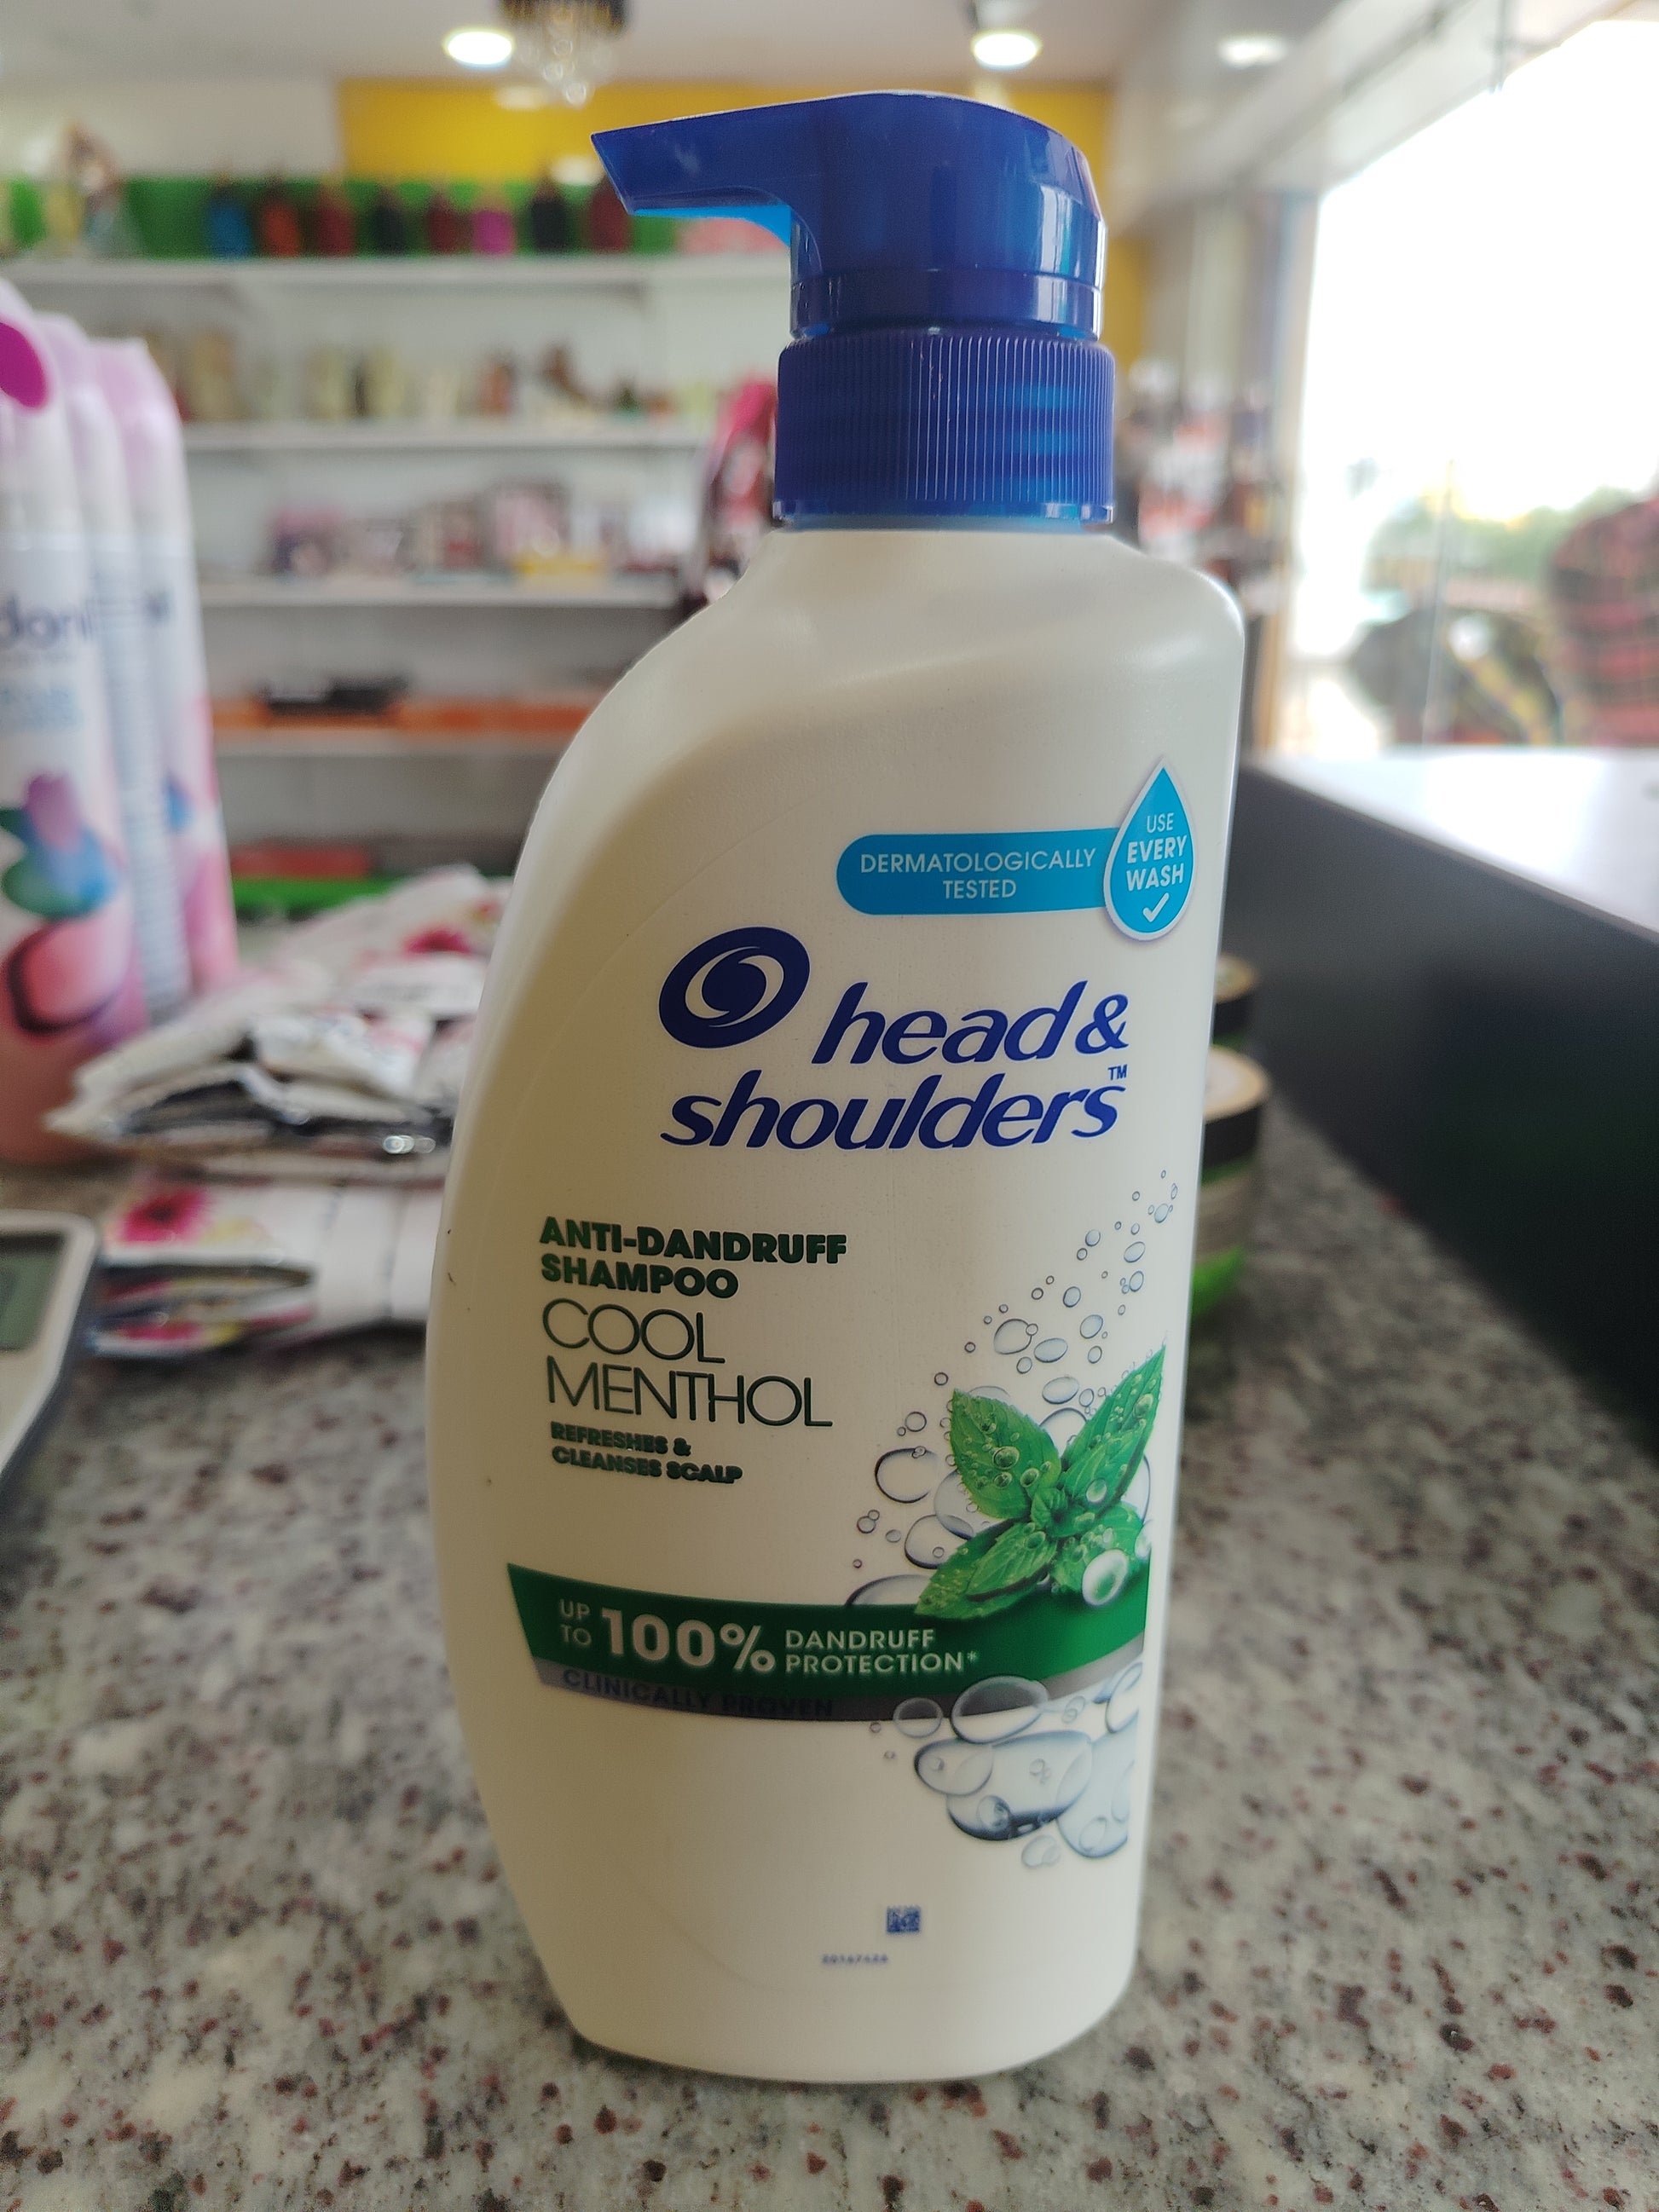 DERMATOLOGICALLY
TESTED
USE
EVERY
WASH
head &
shoulders™
ANTI-DANDRUFF
SHAMPOO
COOL
MENTHOL
REFRESHES &
CLEANSES SCALP
UP
TO
100%
DANDRUFF
PROTECTION*
CLINICALLY PROVEN